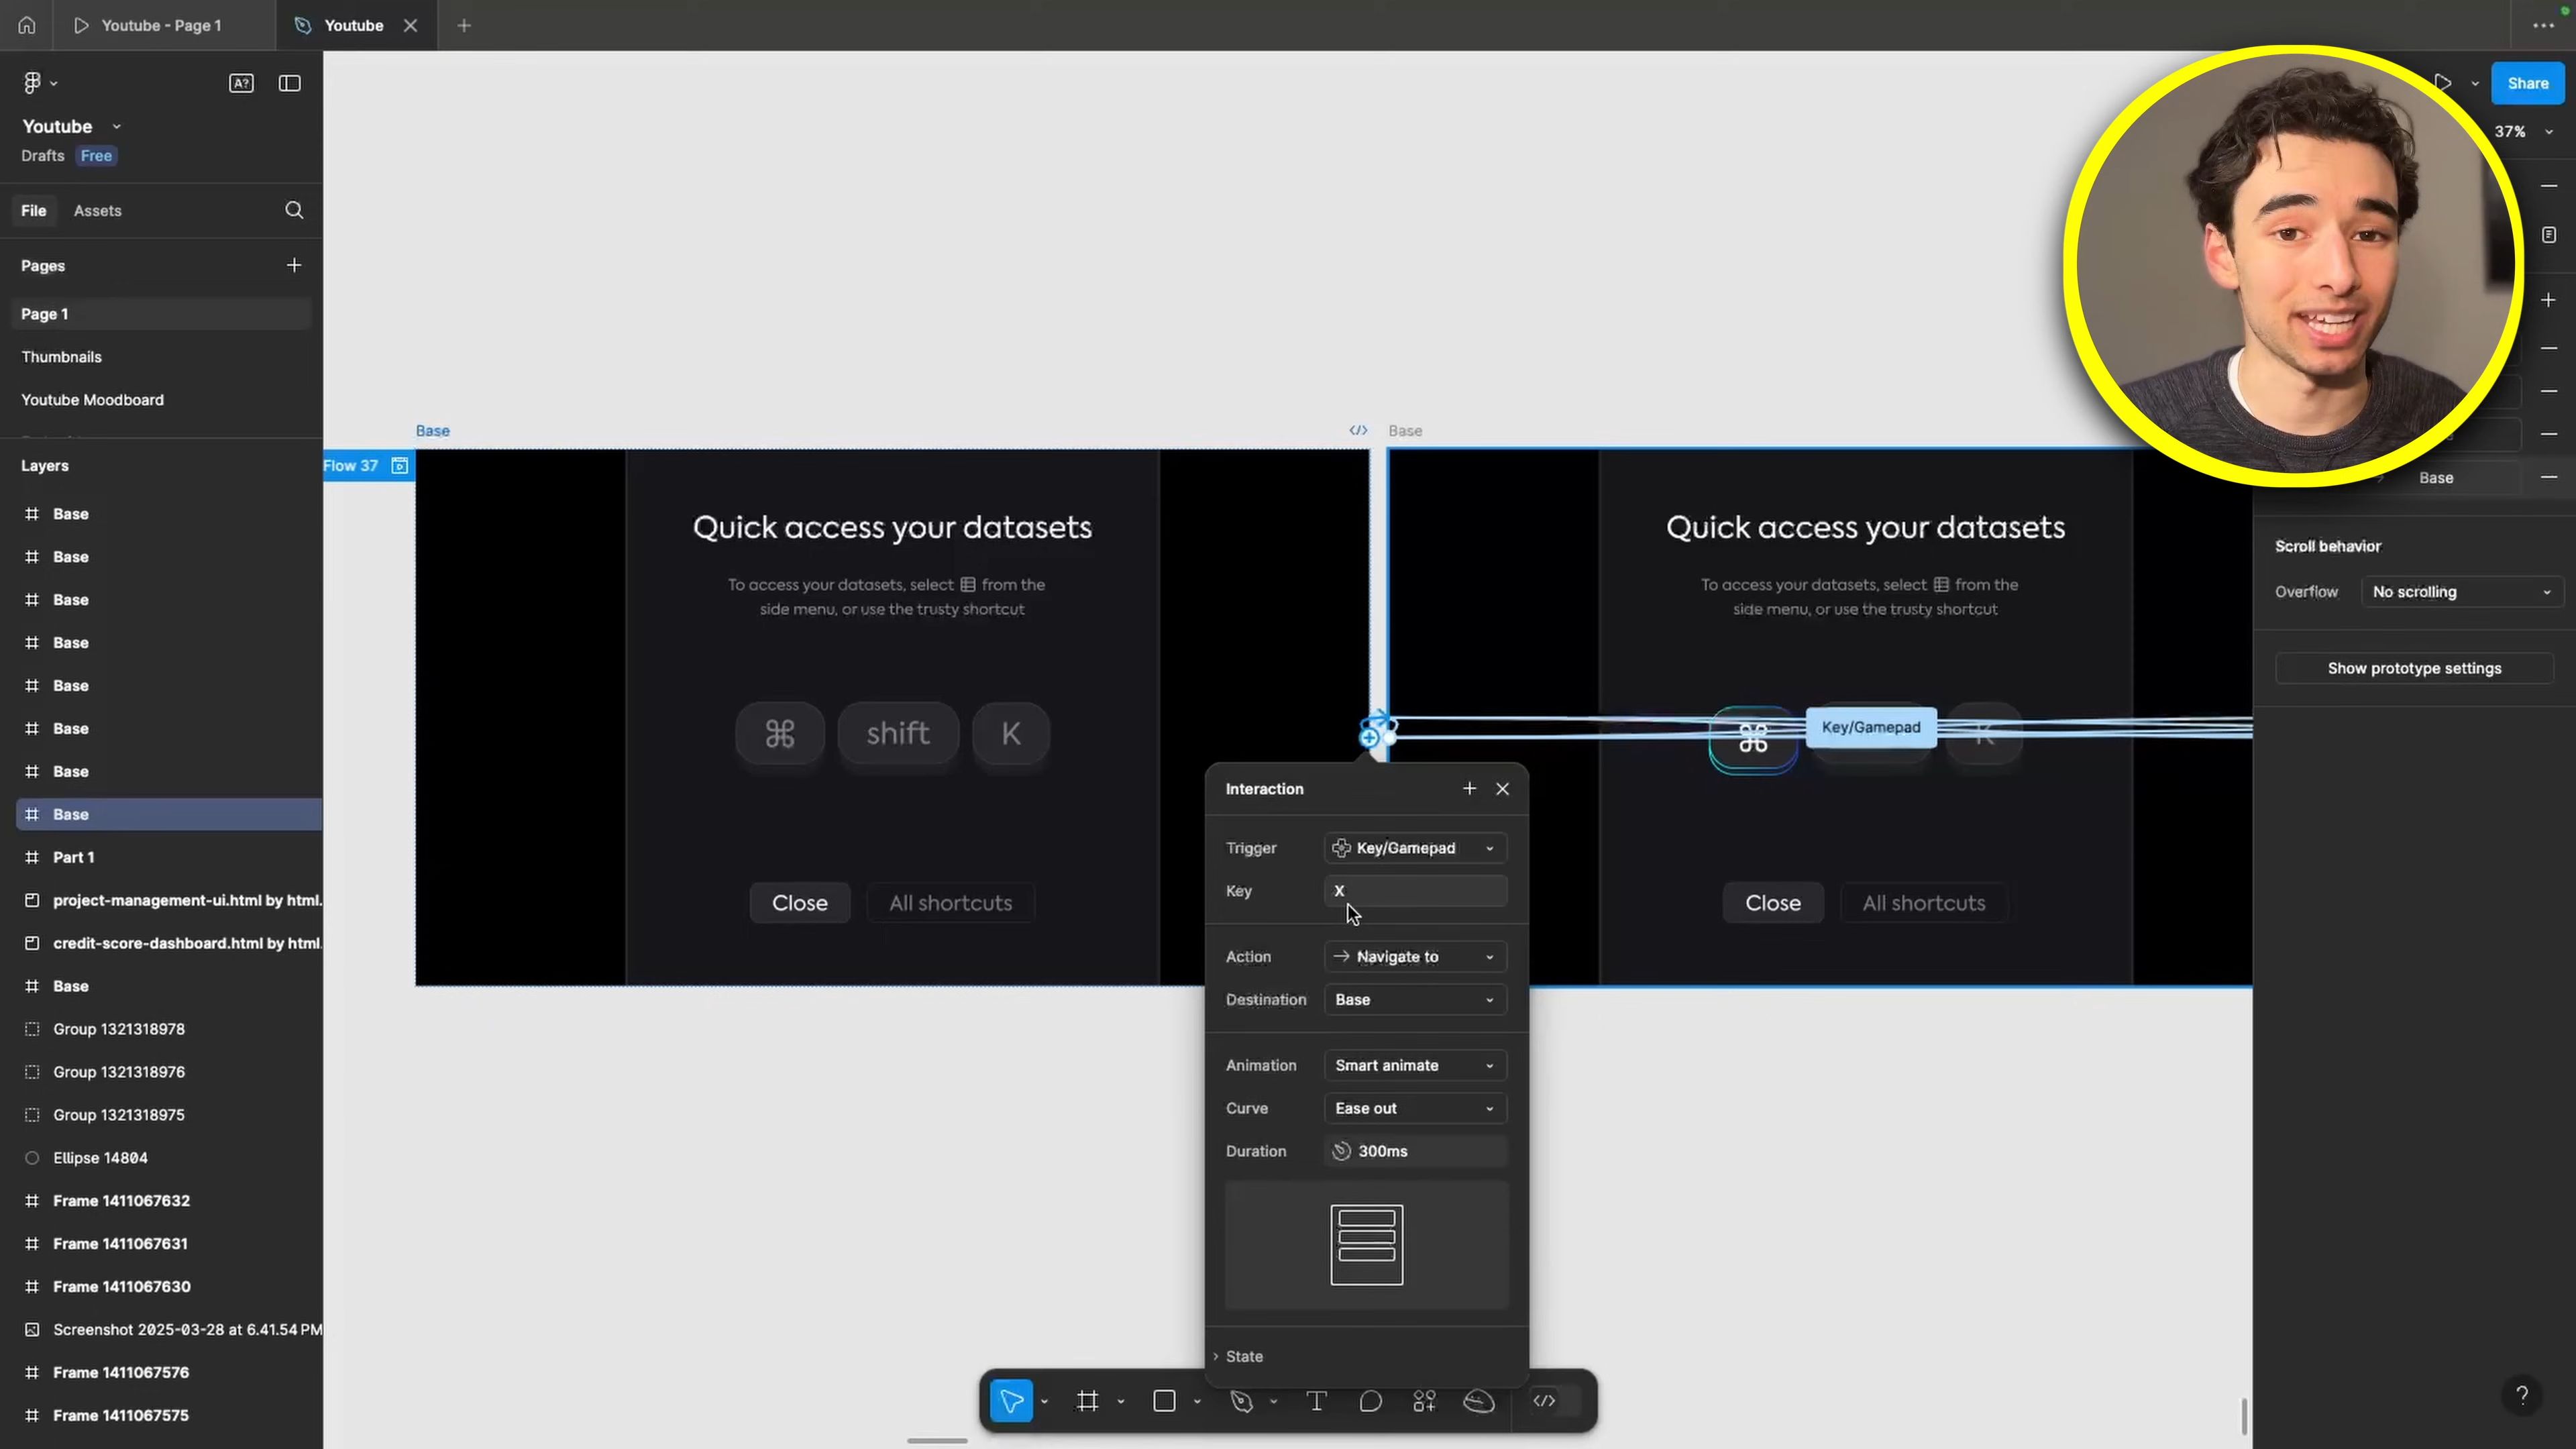 Youtube - Page 1
Youtube
Share
A?
Youtube
Drafts Free
37%
File Assets
Pages
Page 1
Thumbnails
Youtube Moodboard
Layers
Base
Base
Base
Base
Base
Base
Base
Base
Part 1
project-management-ui.html by html.
credit-score-dashboard.html by html.
Base
Group 1321318978
Group 1321318976
Group 1321318975
Ellipse 14804
Frame 1411067632
Frame 1411067631
Frame 1411067630
Screenshot 2025-03-28 at 6.41.54 PM
Frame 1411067576
Frame 1411067575
Base
Flow 37
Quick access your datasets
To access your datasets, select from the
side menu, or use the trusty shortcut
⌘ shift K
Close All shortcuts
Base
Quick access your datasets
To access your datasets, select from the
side menu, or use the trusty shortcut
⌘ Key/Gamepad K
Close All shortcuts
Interaction
Trigger Key/Gamepad
Key X
Action Navigate to
Destination Base
Animation Smart animate
Curve Ease out
Duration 300ms
State
Base
Scroll behavior
Overflow No scrolling
Show prototype settings
?